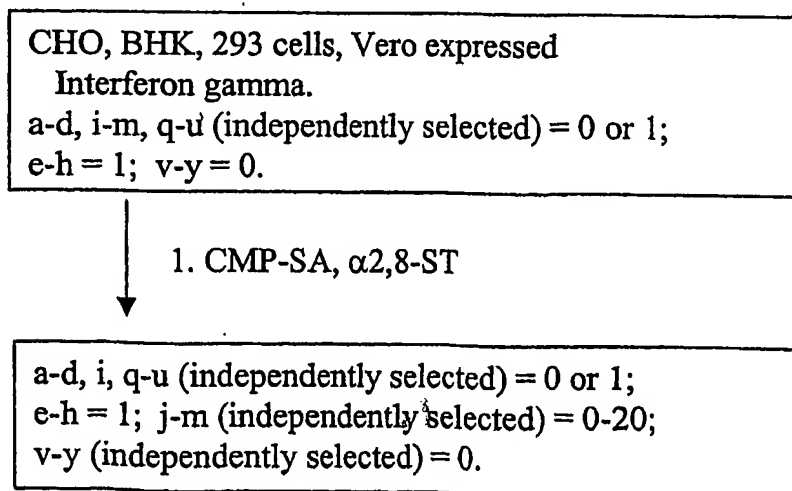 CHO, BHK, 293 cells, Vero expressed
Interferon gamma.
a-d, i-m, q-u (independently selected) = 0 or 1;
e-h = 1; v-y = 0.
1. CMP-SA, α2,8-ST
a-d, i, q-u (independently selected) = 0 or 1;
e-h = 1; j-m (independently selected) = 0-20;
v-y (independently selected) = 0.